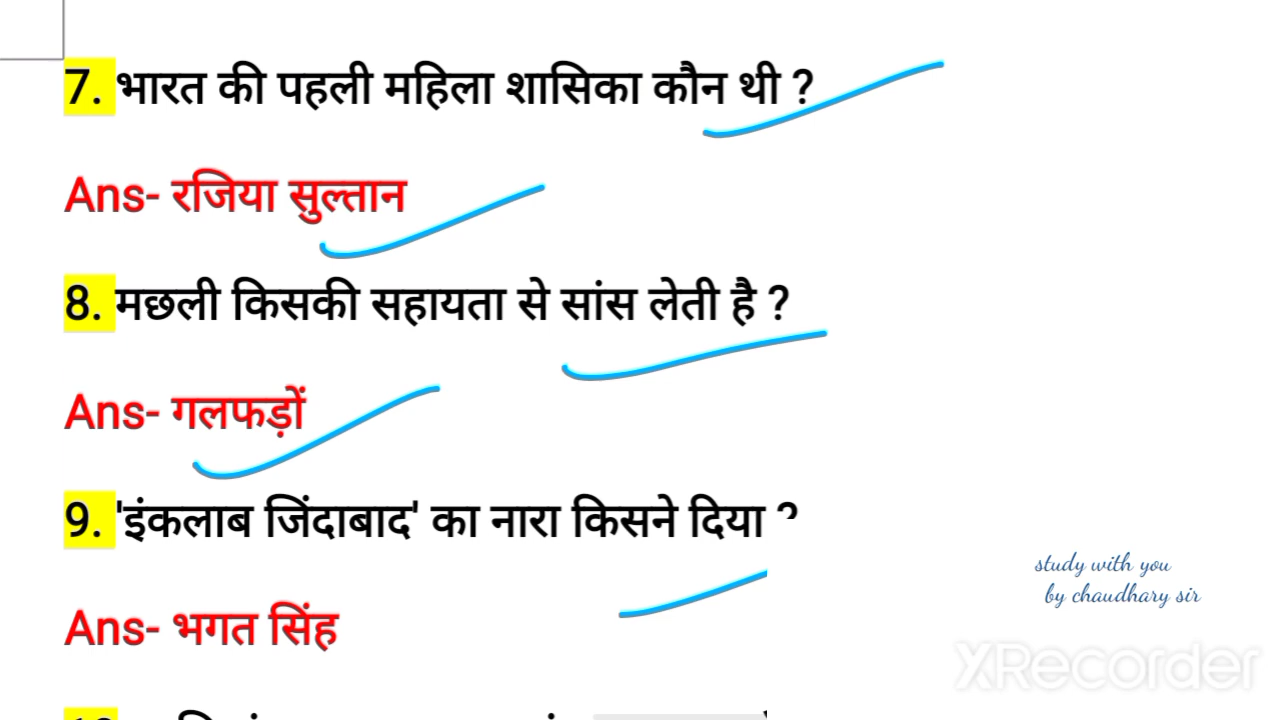 7. भारत की पहली महिला शासिका कौन थी ?
Ans- रजिया सुल्तान
8. मछली किसकी सहायता से सांस लेती है ?
Ans- गलफड़ों
9. 'इंकलाब जिंदाबाद' का नारा किसने दिया ?
Ans- भगत सिंह
study with you
by chaudhary sir
XRecorder